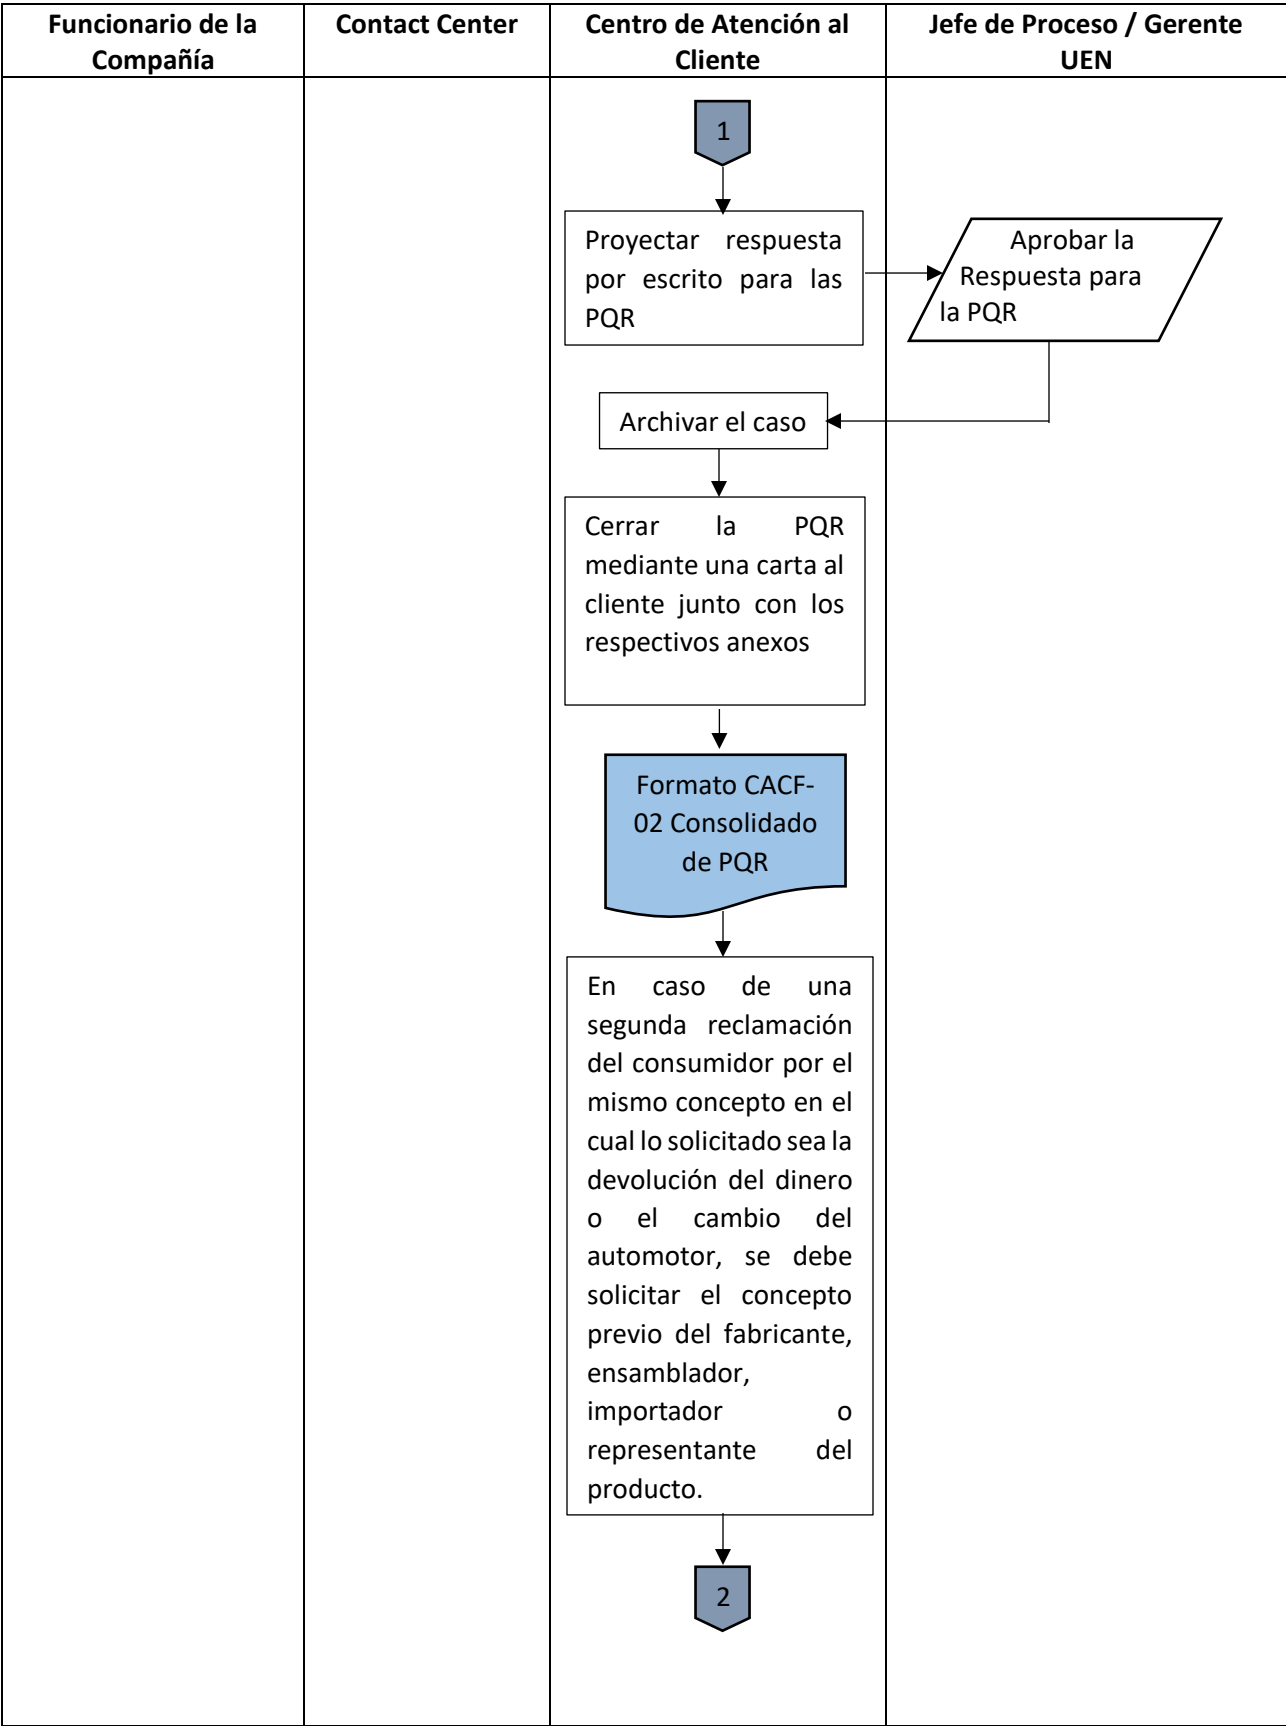 Funcionario de la
Compañía
Contact Center
Centro de Atención al
Cliente
Jefe de Proceso / Gerente
UEN
1
Proyectar respuesta
por escrito para las
PQR
Aprobar la
Respuesta para
la PQR
Archivar el caso
Cerrar la PQR
mediante una carta al
cliente junto con los
respectivos anexos
Formato CACF-
02 Consolidado
de PQR
En caso de una
segunda reclamación
del consumidor por el
mismo concepto en el
cual lo solicitado sea la
devolución del dinero
o el cambio del
automotor, se debe
solicitar el concepto
previo del fabricante,
ensamblador,
importador o
representante del
producto.
2